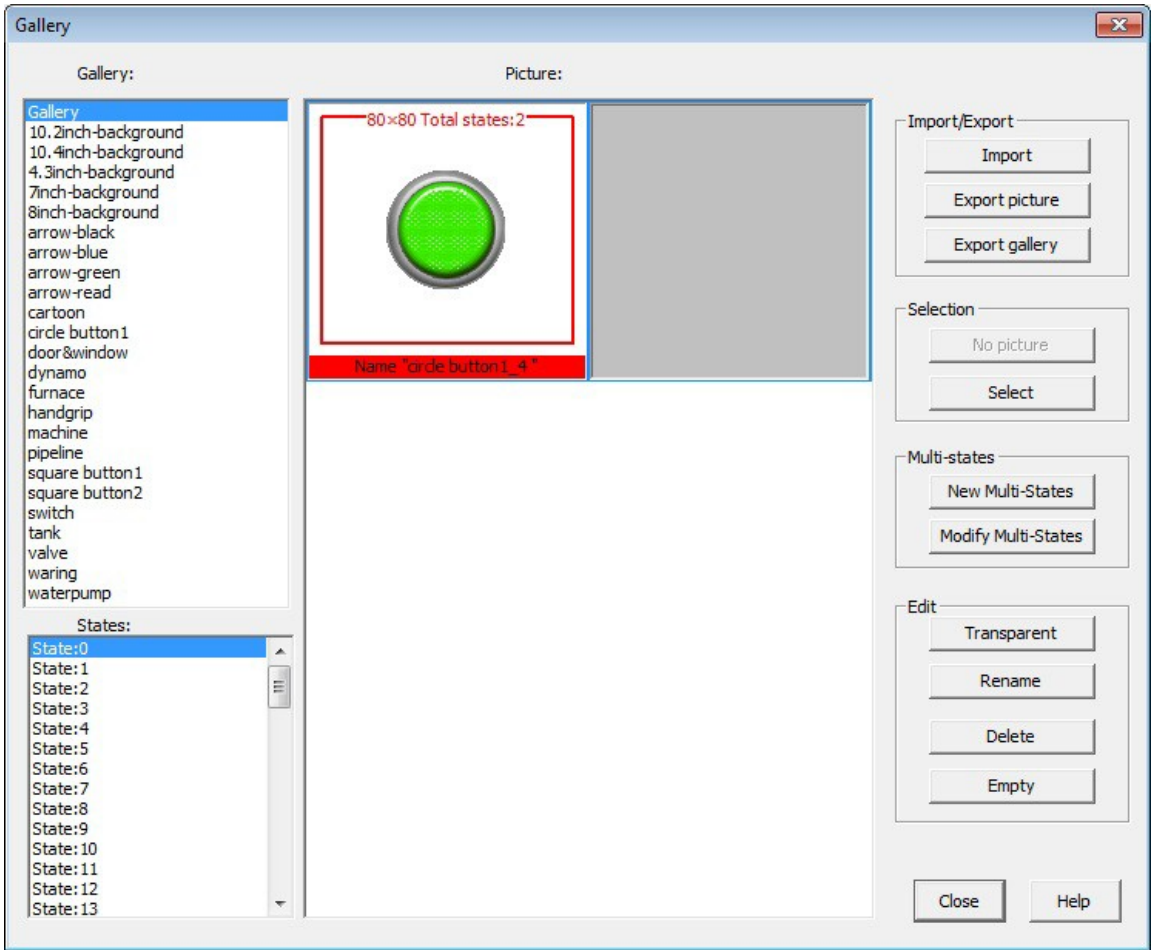 Gallery
Gallery:
Picture:
Gallery
10.2inch-background
10.4inch-background
4.3inch-background
7inch-background
8inch-background
arrow-black
arrow-blue
arrow-green
arrow-read
cartoon
circle button1
door&window
dynamo
furnace
handgrip
machine
pipeline
square button1
square button2
switch
tank
valve
waring
waterpump
States:
State:0
State:1
State:2
State:3
State:4
State:5
State:6
State:7
State:8
State:9
State:10
State:11
State:12
State:13
80×80 Total states:2
Name "circle button1_4 "
Import/Export
Import
Export picture
Export gallery
Selection
No picture
Select
Multi-states
New Multi-States
Modify Multi-States
Edit
Transparent
Rename
Delete
Empty
Close
Help